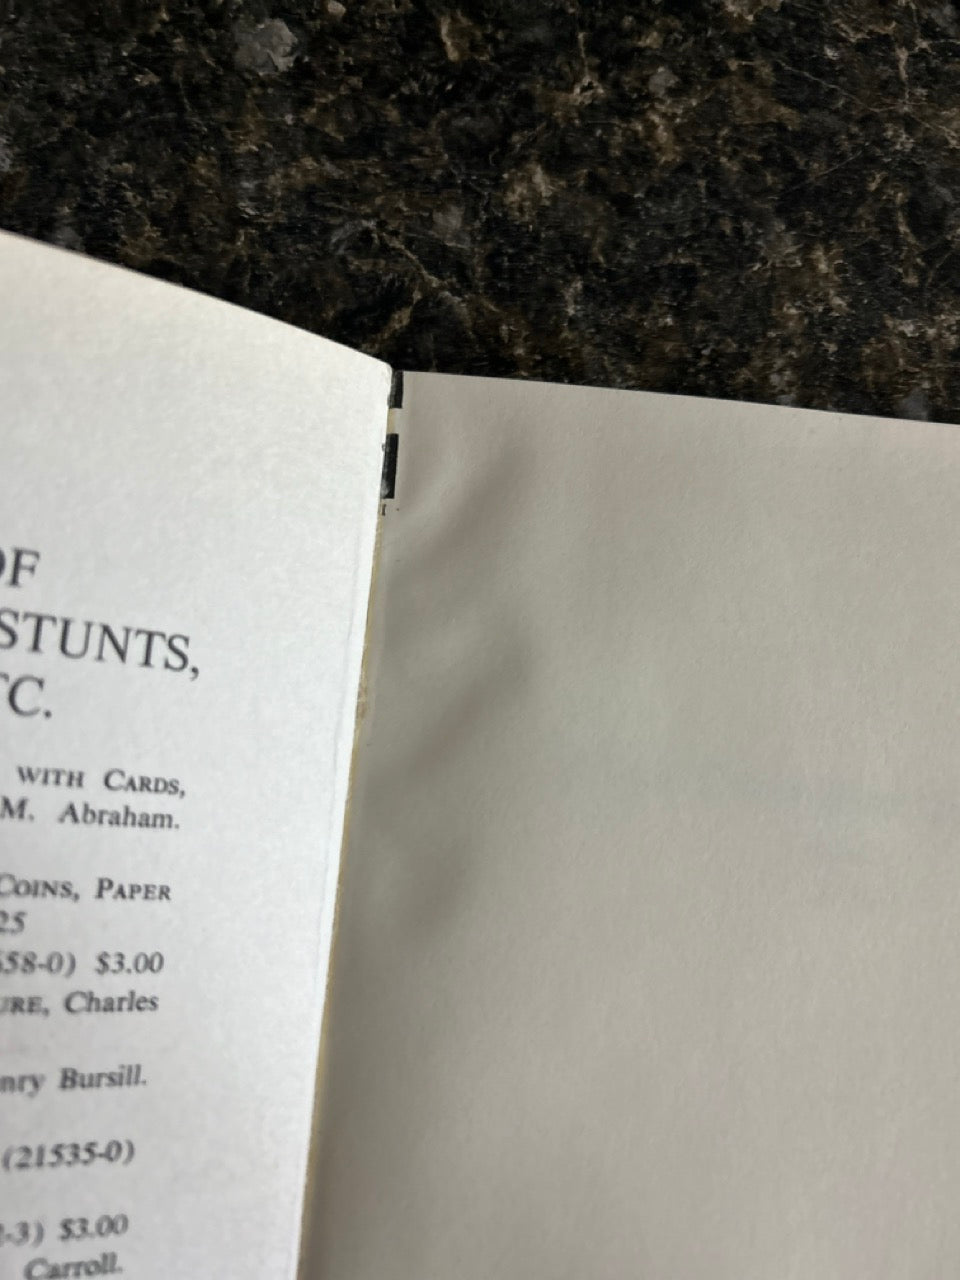 OF
STUNTS,
TC.
WITH CARDS,
M. Abraham.
COINS, PAPER
25
658-0) $3.00
URE, Charles
nry Bursill.
(21535-0)
-3) $3.00
Carroll.